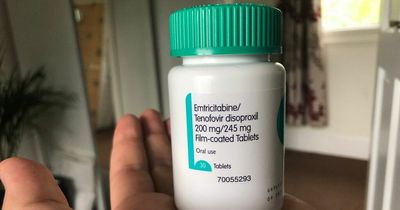 Emtricitabine/
Tenofovir disoproxil
200 mg/245 mg
Film-coated Tablets
Oral use
30 Tablets
70055293